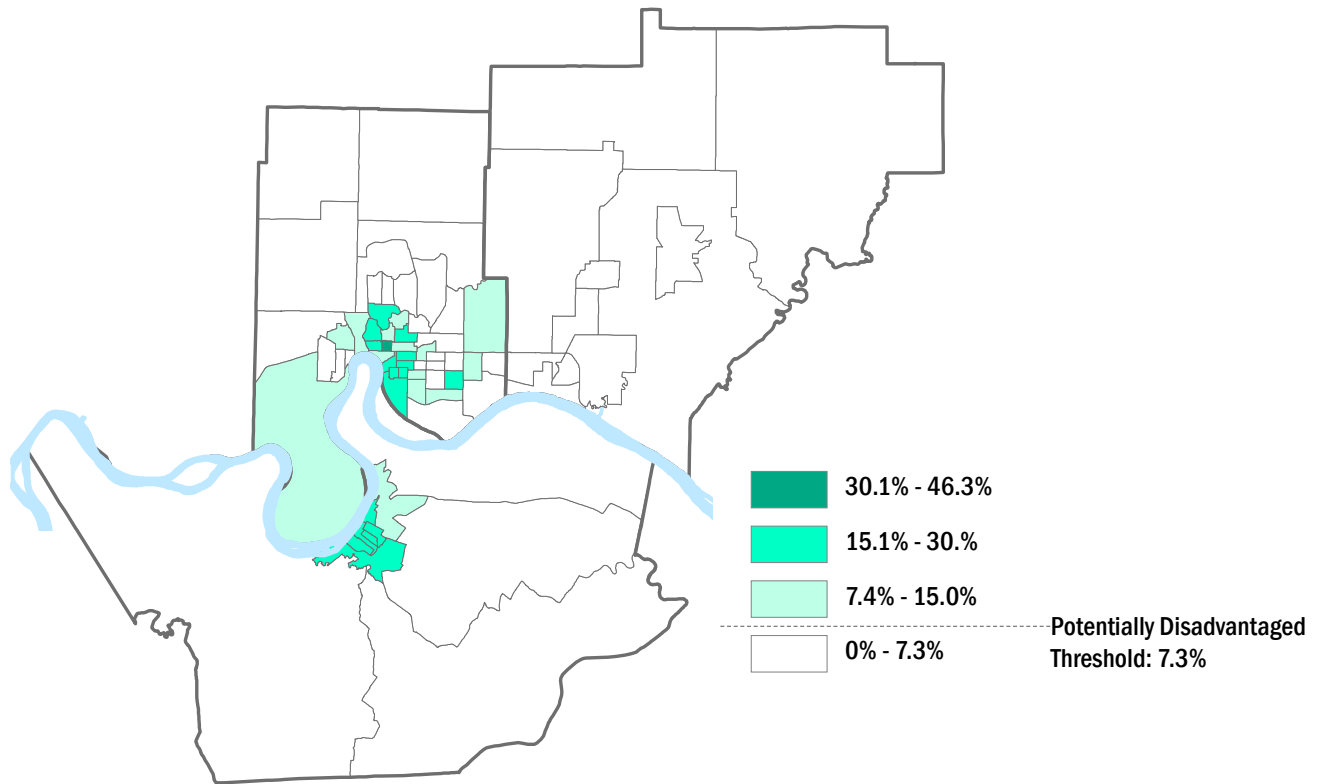 30.1% - 46.3%
15.1% - 30.%
7.4% - 15.0%
Potentially Disadvantaged
0% - 7.3%
Threshold: 7.3%